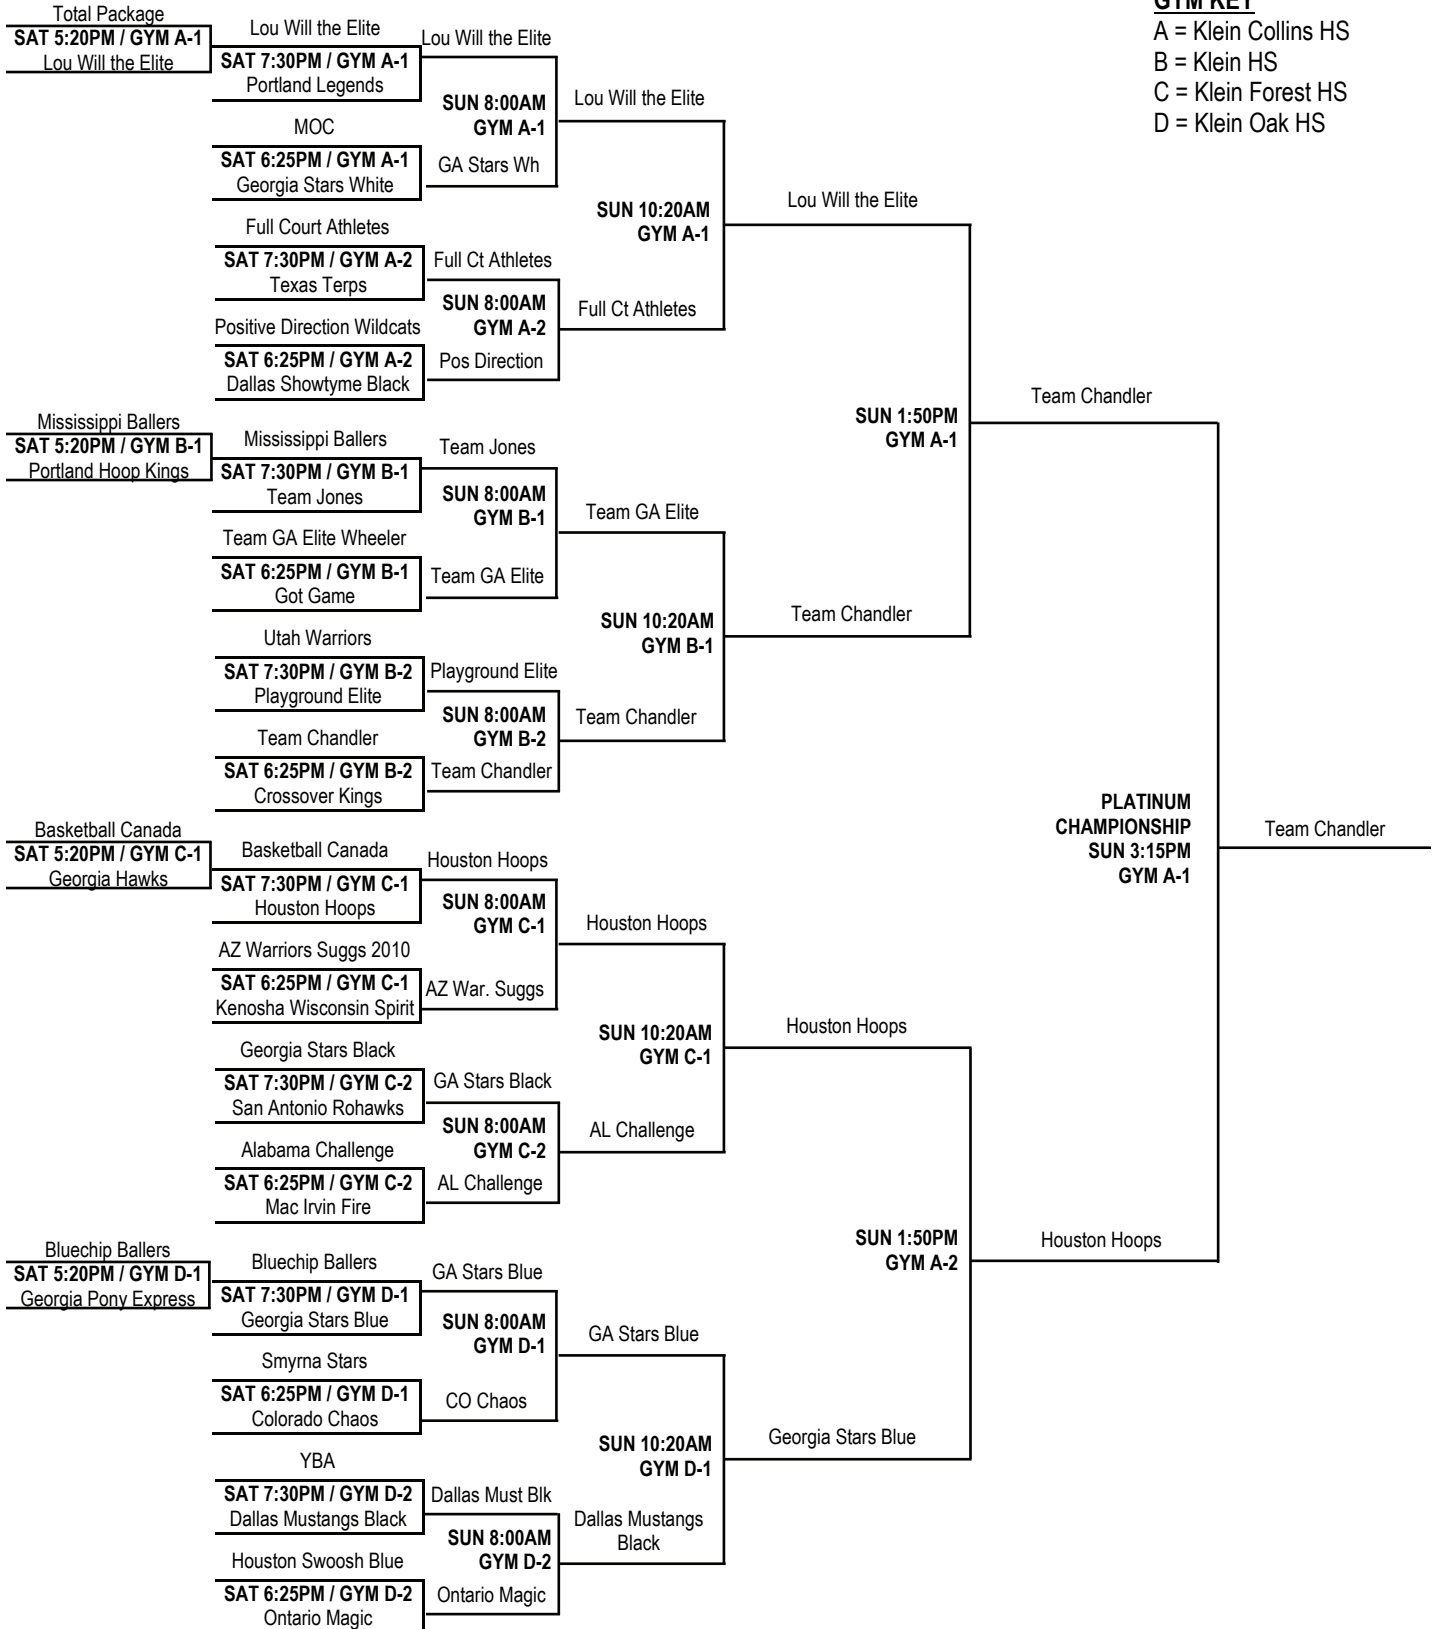 GYM KEY
A = Klein Collins HS
B = Klein HS
C = Klein Forest HS
D = Klein Oak HS
Total Package
SAT 5:20PM / GYM A-1
Lou Will the Elite
Lou Will the Elite
SAT 7:30PM / GYM A-1
Portland Legends
MOC
SAT 6:25PM / GYM A-1
Georgia Stars White
Full Court Athletes
SAT 7:30PM / GYM A-2
Texas Terps
Positive Direction Wildcats
SAT 6:25PM / GYM A-2
Dallas Showtyme Black
Mississippi Ballers
SAT 5:20PM / GYM B-1
Portland Hoop Kings
Mississippi Ballers
SAT 7:30PM / GYM B-1
Team Jones
Team GA Elite Wheeler
SAT 6:25PM / GYM B-1
Got Game
Utah Warriors
SAT 7:30PM / GYM B-2
Playground Elite
Team Chandler
SAT 6:25PM / GYM B-2
Crossover Kings
Basketball Canada
SAT 5:20PM / GYM C-1
Georgia Hawks
Basketball Canada
SAT 7:30PM / GYM C-1
Houston Hoops
AZ Warriors Suggs 2010
SAT 6:25PM / GYM C-1
Kenosha Wisconsin Spirit
Georgia Stars Black
SAT 7:30PM / GYM C-2
San Antonio Rohawks
Alabama Challenge
SAT 6:25PM / GYM C-2
Mac Irvin Fire
Bluechip Ballers
SAT 5:20PM / GYM D-1
Georgia Pony Express
Bluechip Ballers
SAT 7:30PM / GYM D-1
Georgia Stars Blue
Smyrna Stars
SAT 6:25PM / GYM D-1
Colorado Chaos
YBA
SAT 7:30PM / GYM D-2
Dallas Mustangs Black
Houston Swoosh Blue
SAT 6:25PM / GYM D-2
Ontario Magic
Lou Will the Elite
SUN 8:00AM
GYM A-1
GA Stars Wh
Full Ct Athletes
SUN 8:00AM
GYM A-2
Pos Direction
Team Jones
SUN 8:00AM
GYM B-1
Team GA Elite
Playground Elite
SUN 8:00AM
GYM B-2
Team Chandler
Houston Hoops
SUN 8:00AM
GYM C-1
AZ War. Suggs
GA Stars Black
SUN 8:00AM
GYM C-2
AL Challenge
GA Stars Blue
SUN 8:00AM
GYM D-1
CO Chaos
Dallas Must Blk
SUN 8:00AM
GYM D-2
Ontario Magic
Lou Will the Elite
SUN 10:20AM
GYM A-1
Full Ct Athletes
Team GA Elite
SUN 10:20AM
GYM B-1
Team Chandler
Houston Hoops
SUN 10:20AM
GYM C-1
AL Challenge
GA Stars Blue
SUN 10:20AM
GYM D-1
Dallas Mustangs
Black
Lou Will the Elite
SUN 1:50PM
GYM A-1
Team Chandler
Houston Hoops
SUN 1:50PM
GYM A-2
Georgia Stars Blue
Team Chandler
PLATINUM
CHAMPIONSHIP
SUN 3:15PM
GYM A-1
Houston Hoops
Team Chandler